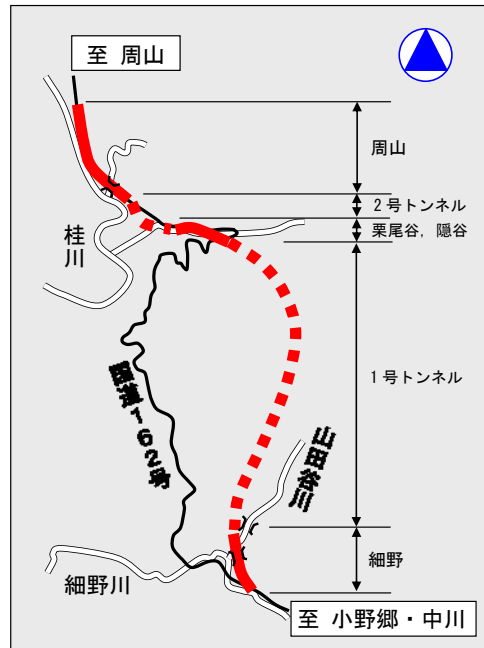 至 周山
周山
2号トンネル
栗尾谷，隠谷
桂川
1号トンネル
国道162号
山田谷川
細野
細野川
至 小野郷・中川